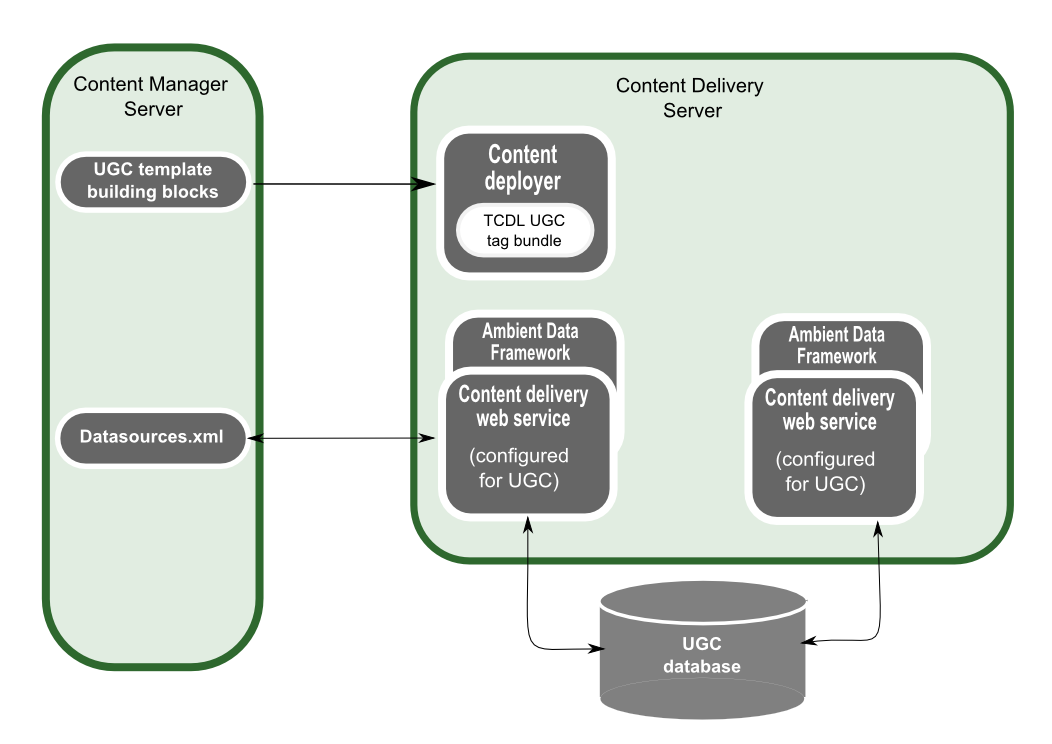 Content Manager
Server
UGC template
building blocks
Datasources.xml
Content Delivery
Server
Content
deployer
TCDL UGC
tag bundle
Ambient Data
Framework
Content delivery
web service
(configured
for UGC)
Ambient Data
Framework
Content delivery
web service
(configured
for UGC)
UGC
database